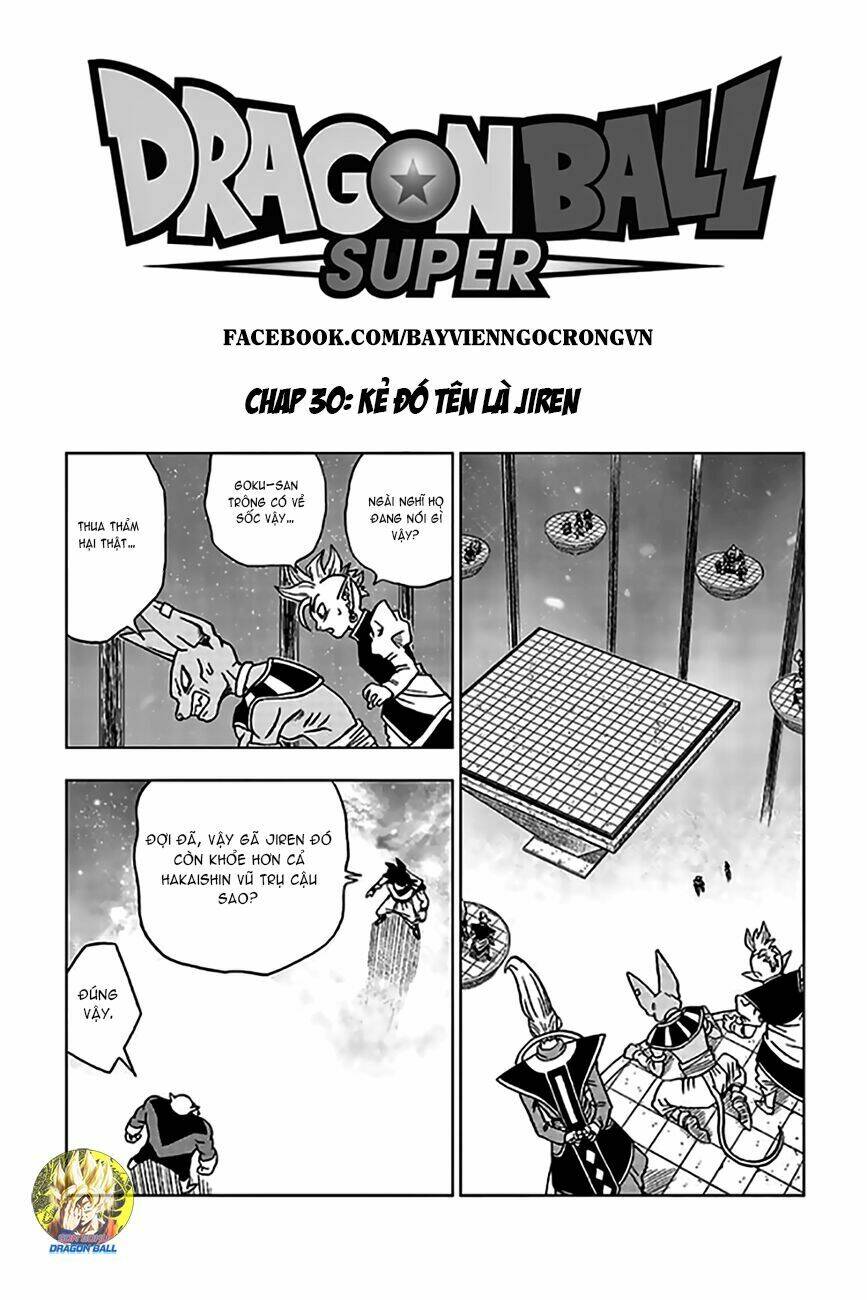 DRAGON BALL
SUPER
FACEBOOK.COM/BAYVIENNGOCRONGVN
CHAP 30: KẺ ĐÓ TÊN LÀ JIREN
THUA THẢM
HẠI THẬT...
GOKU-SAN
TRÔNG CÓ VẺ
SỐC VẬY...
NGÀI NGHĨ HỌ
ĐANG NÓI GÌ
VẬY?
ĐỢI ĐÃ, VẬY GÃ JIREN ĐÓ
CÒN KHỎE HƠN CẢ
HAKAISHIN VŨ TRỤ CẬU
SAO?
ĐÚNG
VẬY.
DRAGON BALL